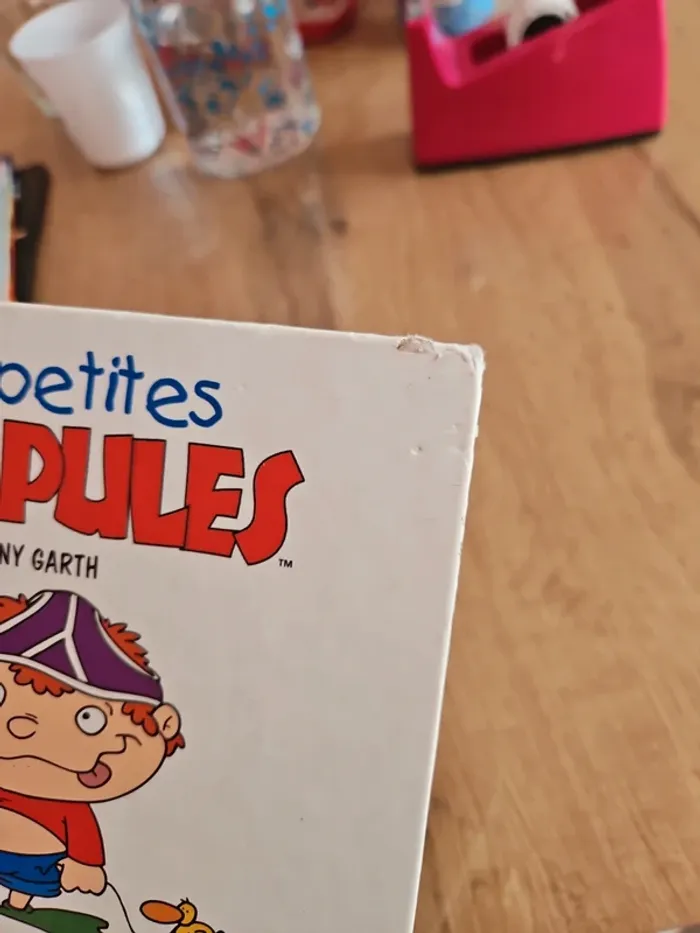 petites
PULES
NY GARTH
™